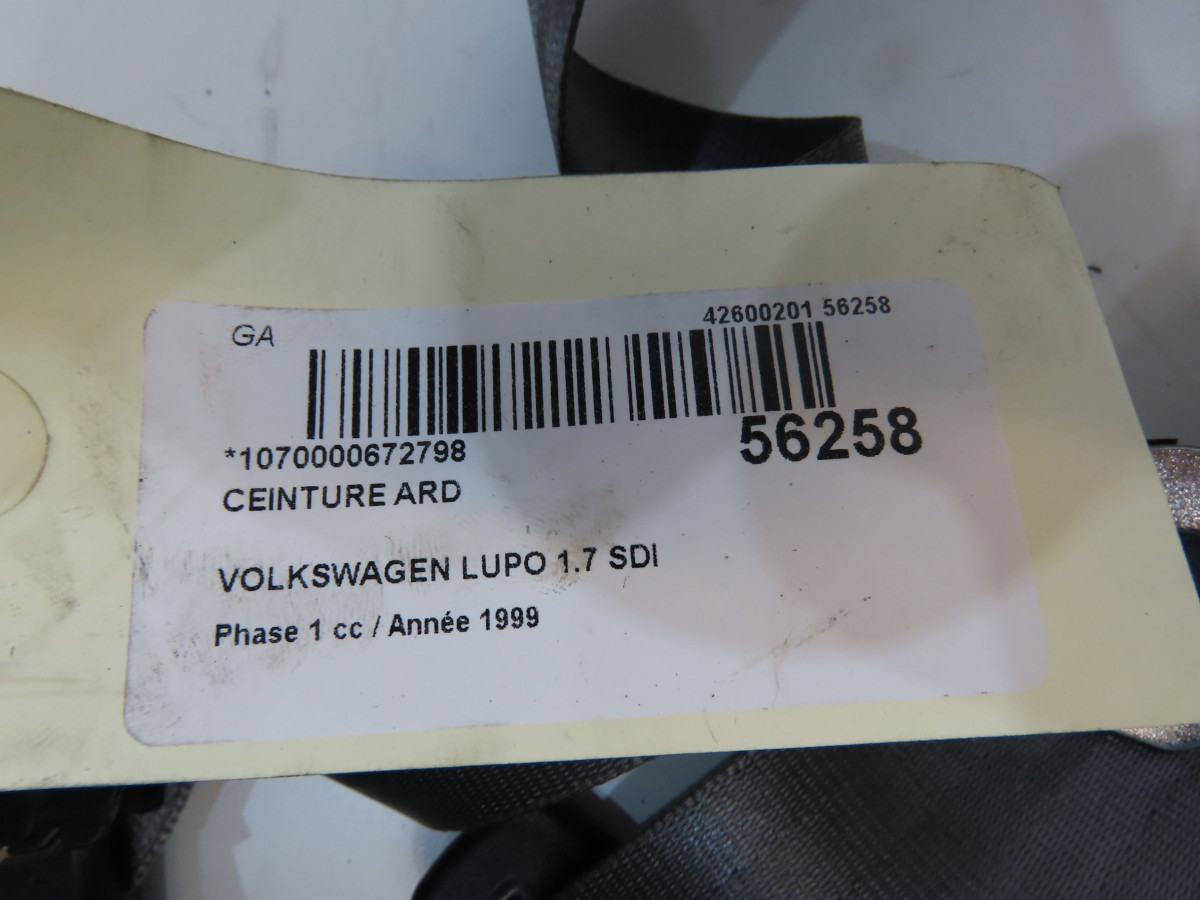 GA
42600201 56258
*1070000672798
56258
CEINTURE ARD
VOLKSWAGEN LUPO 1.7 SDI
Phase 1 cc / Année 1999